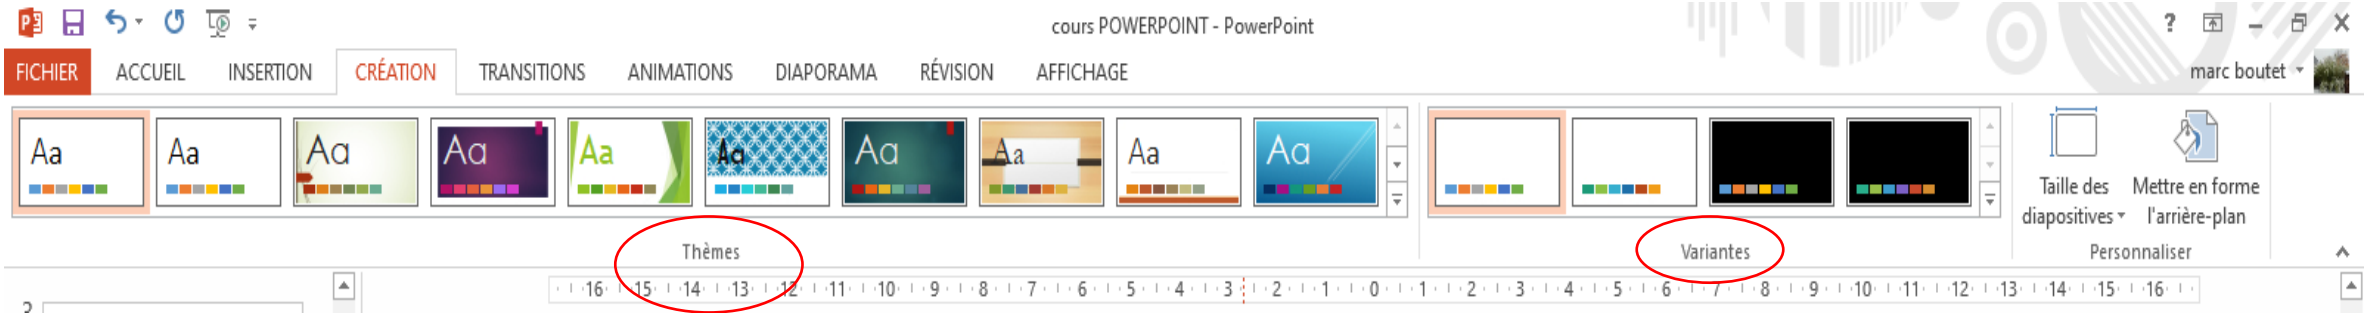 cours POWERPOINT - PowerPoint
?
FICHIER ACCUEIL INSERTION CRÉATION TRANSITIONS ANIMATIONS DIAPORAMA RÉVISION AFFICHAGE marc boutet
Aa Aa Aa Aa Aa Aa Aa Aa Aa Aa
Taille des diapositives
Mettre en forme l'arrière-plan
Thèmes Variantes Personnaliser
16 15 14 13 12 11 10 9 8 7 6 5 4 3 2 1 0 1 2 3 4 5 6 7 8 9 10 11 12 13 14 15 16